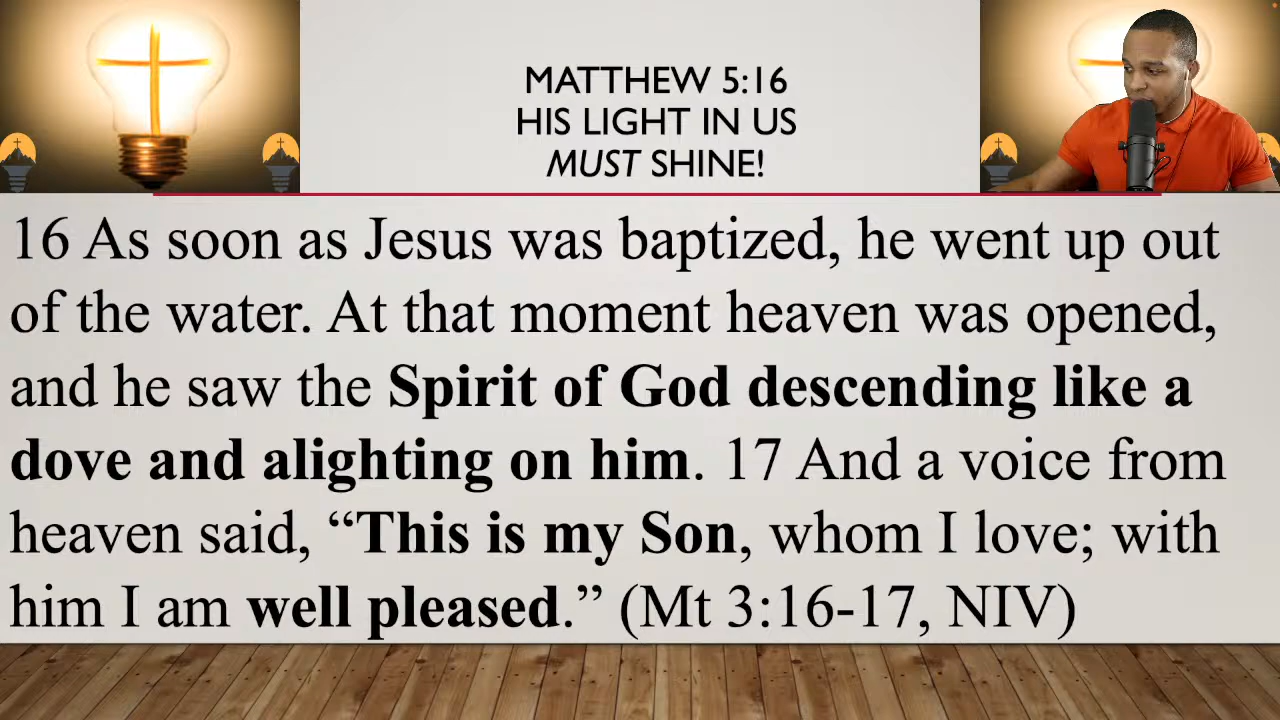 MATTHEW 5:16
HIS LIGHT IN US
MUST SHINE!
16 As soon as Jesus was baptized, he went up out
of the water. At that moment heaven was opened,
and he saw the Spirit of God descending like a
dove and alighting on him. 17 And a voice from
heaven said, “This is my Son, whom I love; with
him I am well pleased.” (Mt 3:16-17, NIV)